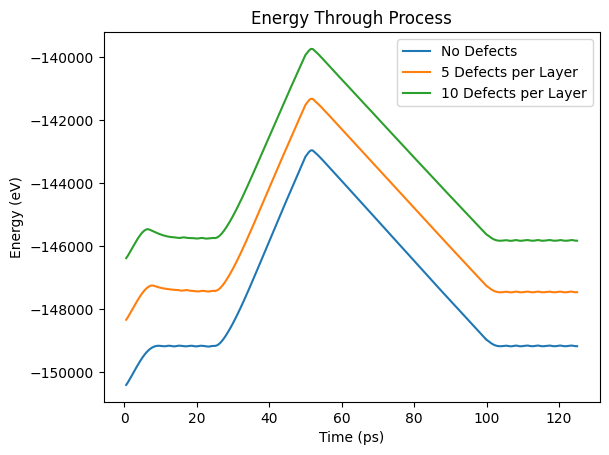 Energy Through Process
No Defects
5 Defects per Layer
10 Defects per Layer
Energy (eV)
−140000
−142000
−144000
−146000
−148000
−150000
0 20 40 60 80 100 120
Time (ps)